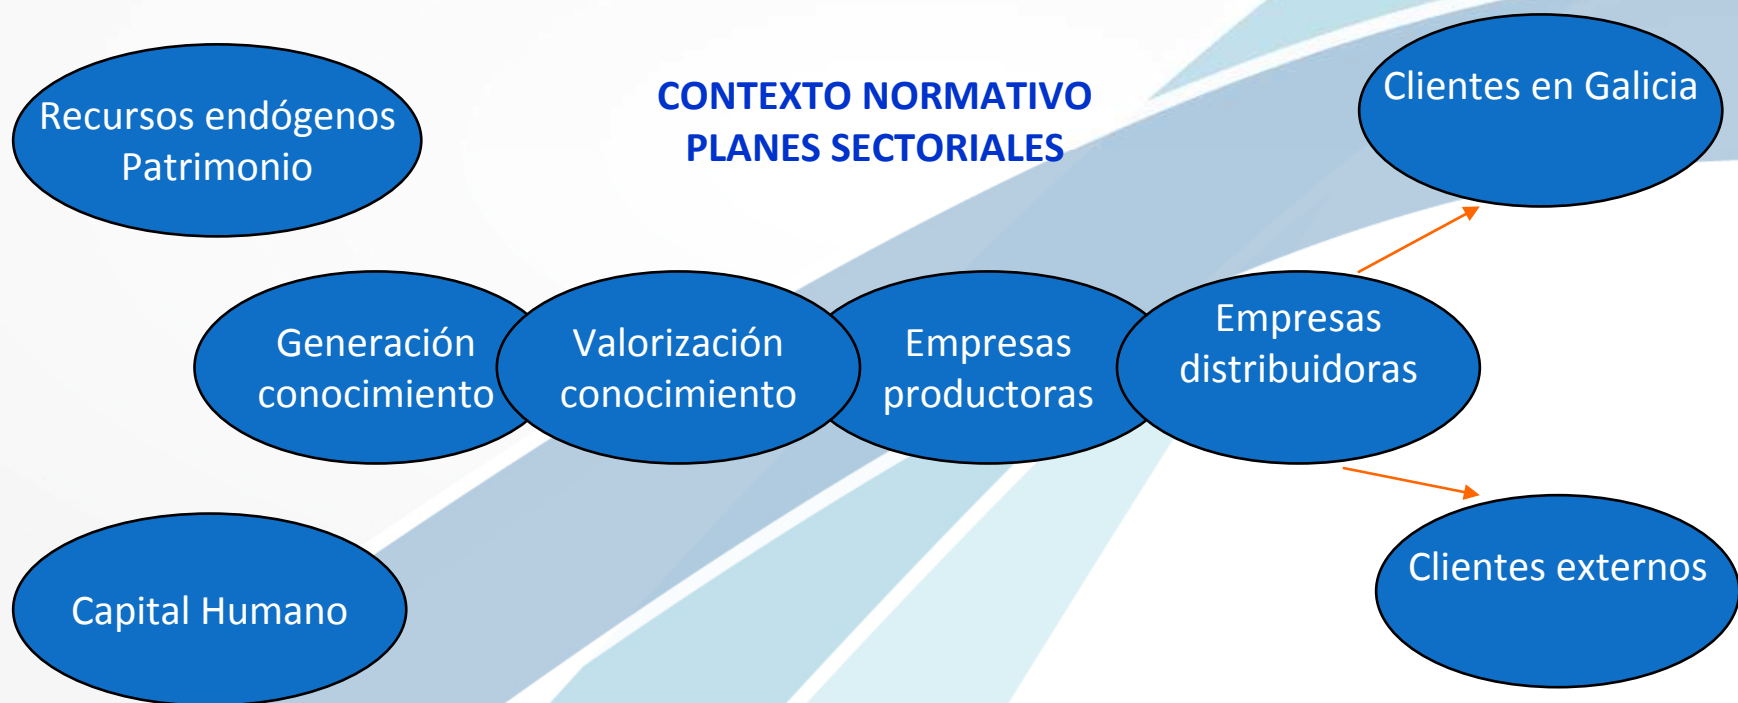 Recursos endógenos
Patrimonio
CONTEXTO NORMATIVO
PLANES SECTORIALES
Clientes en Galicia
Generación
conocimiento
Valorización
conocimiento
Empresas
productoras
Empresas
distribuidoras
Capital Humano
Clientes externos